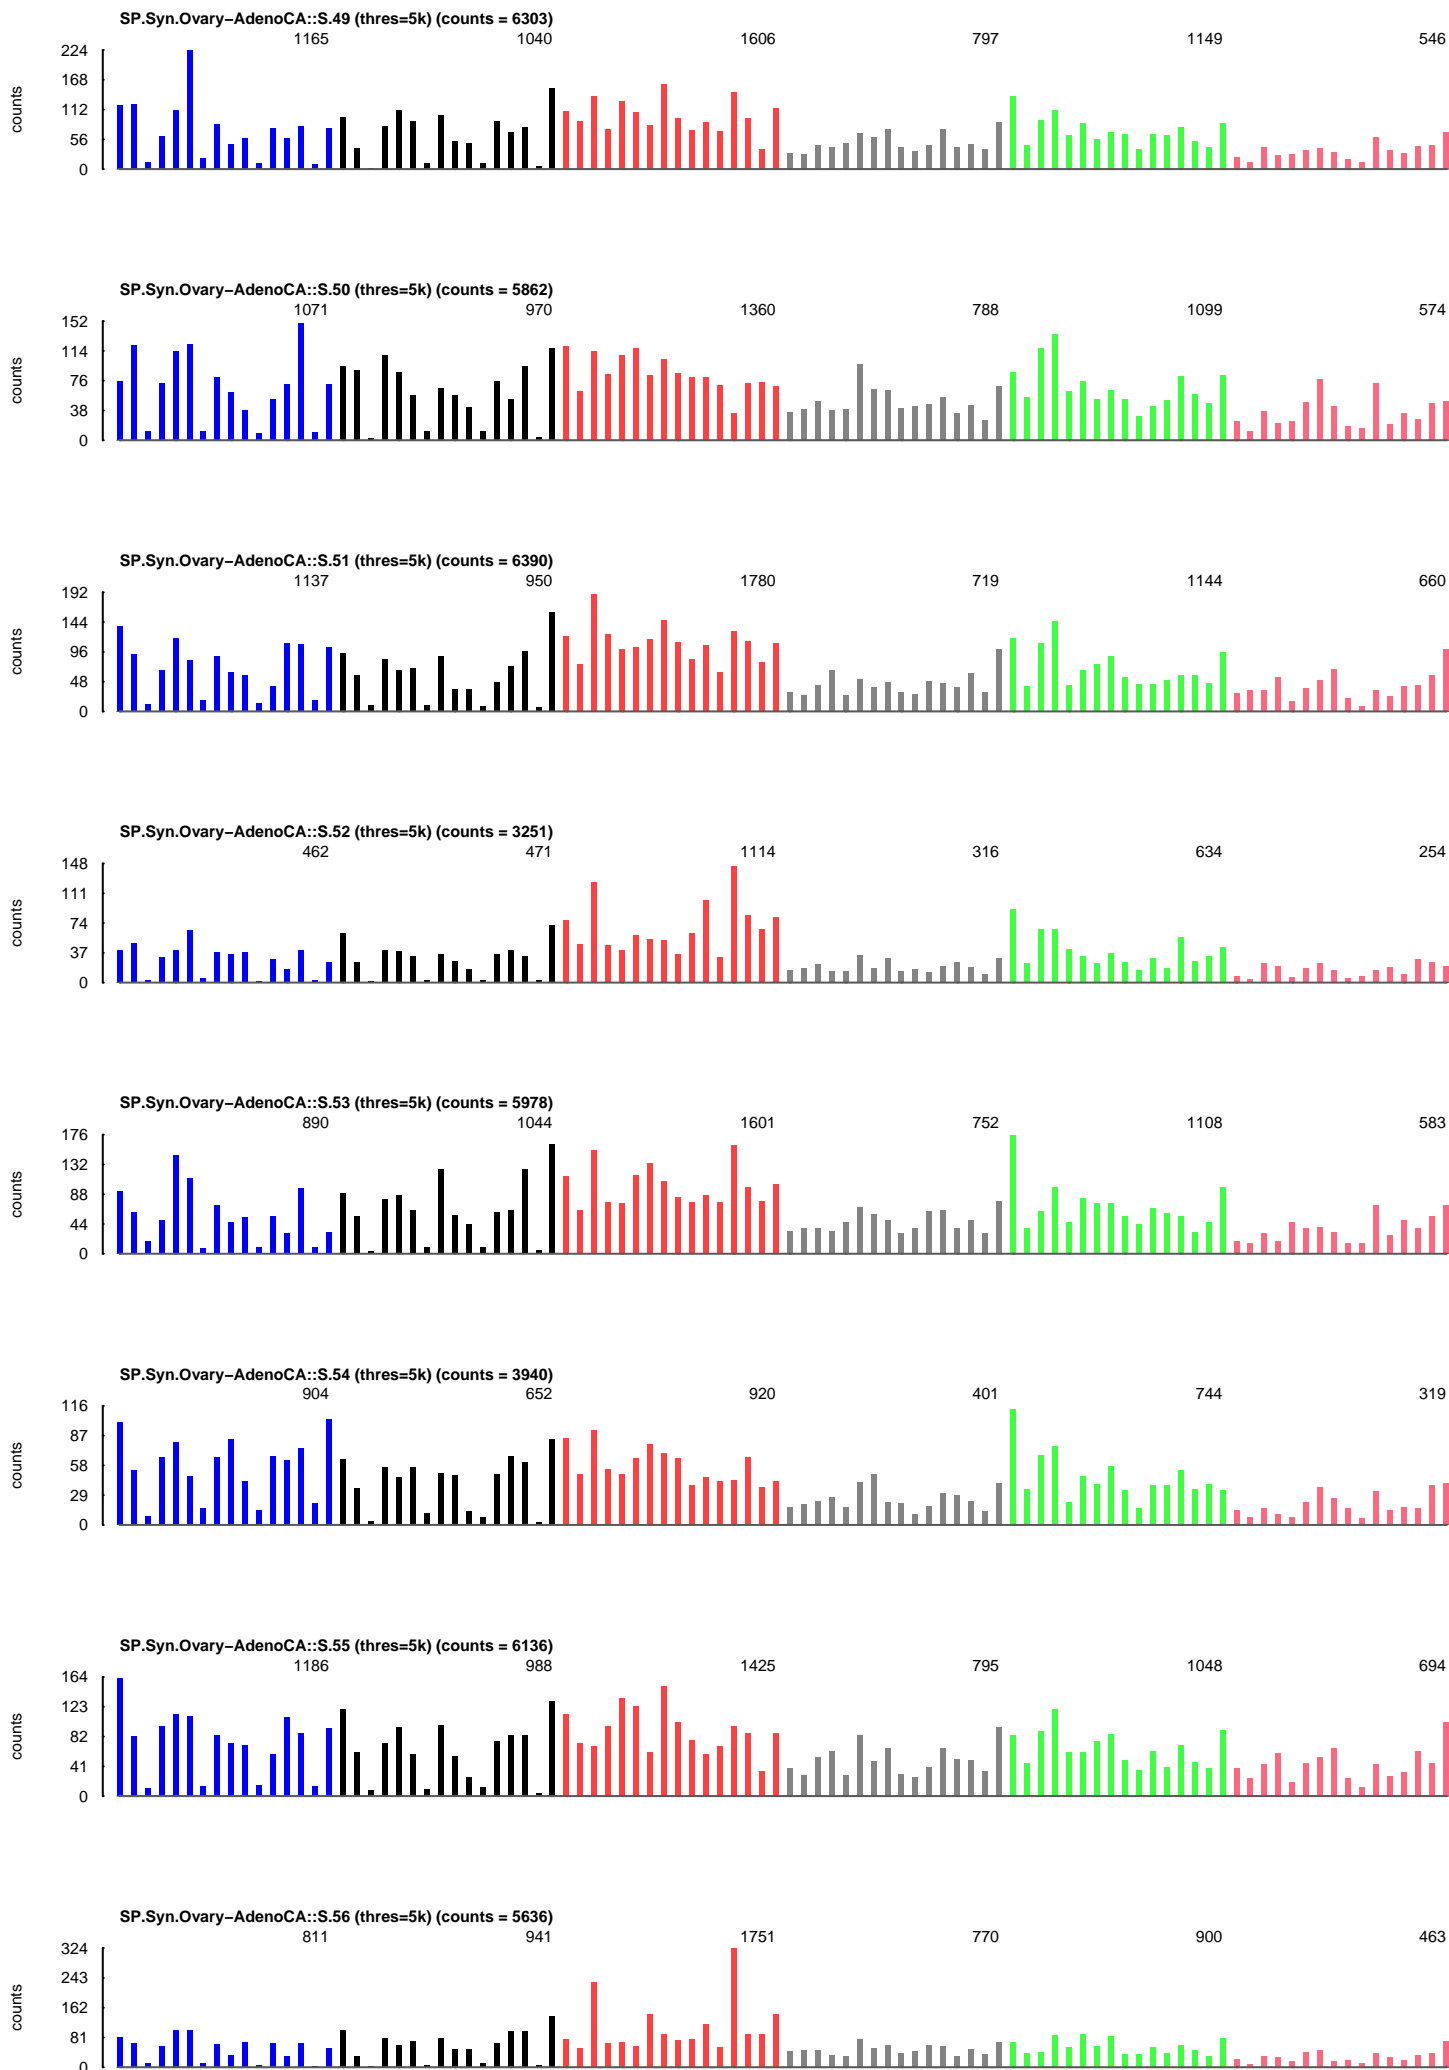 SP.Syn.Ovary−AdenoCA::S.49 (thres=5k) (counts = 6303)
1165 1040 1606 797 1149 546
224
168
112
56
0
counts
SP.Syn.Ovary−AdenoCA::S.50 (thres=5k) (counts = 5862)
1071 970 1360 788 1099 574
152
114
76
38
0
counts
SP.Syn.Ovary−AdenoCA::S.51 (thres=5k) (counts = 6390)
1137 950 1780 719 1144 660
192
144
96
48
0
counts
SP.Syn.Ovary−AdenoCA::S.52 (thres=5k) (counts = 3251)
462 471 1114 316 634 254
148
111
74
37
0
counts
SP.Syn.Ovary−AdenoCA::S.53 (thres=5k) (counts = 5978)
890 1044 1601 752 1108 583
176
132
88
44
0
counts
SP.Syn.Ovary−AdenoCA::S.54 (thres=5k) (counts = 3940)
904 652 920 401 744 319
116
87
58
29
0
counts
SP.Syn.Ovary−AdenoCA::S.55 (thres=5k) (counts = 6136)
1186 988 1425 795 1048 694
164
123
82
41
0
counts
SP.Syn.Ovary−AdenoCA::S.56 (thres=5k) (counts = 5636)
811 941 1751 770 900 463
324
243
162
81
0
counts